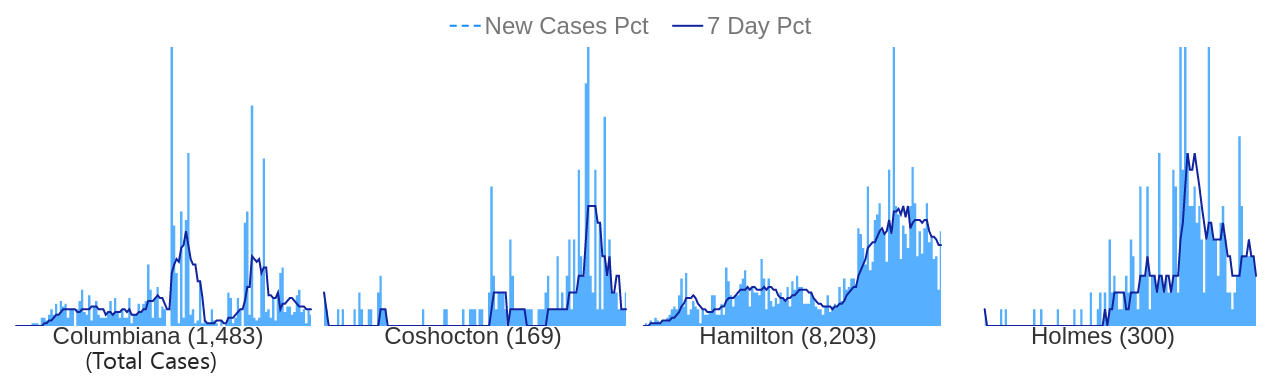 New Cases Pct 7 Day Pct
Columbiana (1,483) Coshocton (169) Hamilton (8,203) Holmes (300)
(Total Cases)